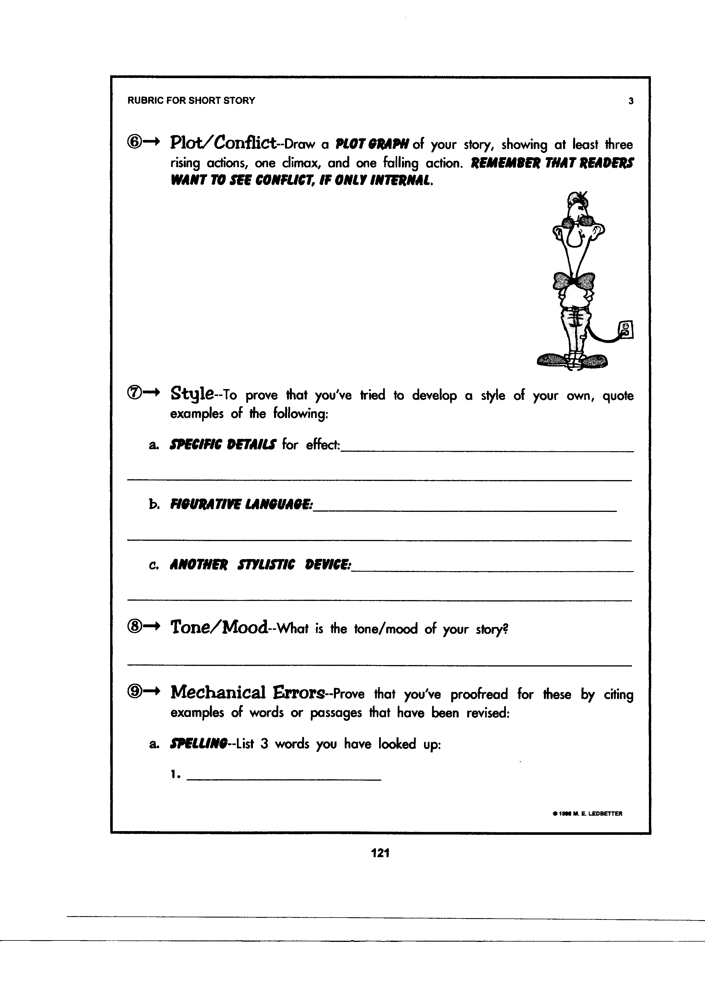 RUBRIC FOR SHORT STORY 3
⑥→ Plot/Conflict--Draw a PLOT GRAPH of your story, showing at least three
rising actions, one climax, and one falling action. REMEMBER THAT READERS
WANT TO SEE CONFLICT, IF ONLY INTERNAL.
⑦→ Style--To prove that you've tried to develop a style of your own, quote
examples of the following:
a. SPECIFIC DETAILS for effect:
b. FIGURATIVE LANGUAGE:
c. ANOTHER STYLISTIC DEVICE:
⑧→ Tone/Mood--What is the tone/mood of your story?
⑨→ Mechanical Errors--Prove that you've proofread for these by citing
examples of words or passages that have been revised:
a. SPELLING--List 3 words you have looked up:
1.
© M. E. LEDBETTER
121